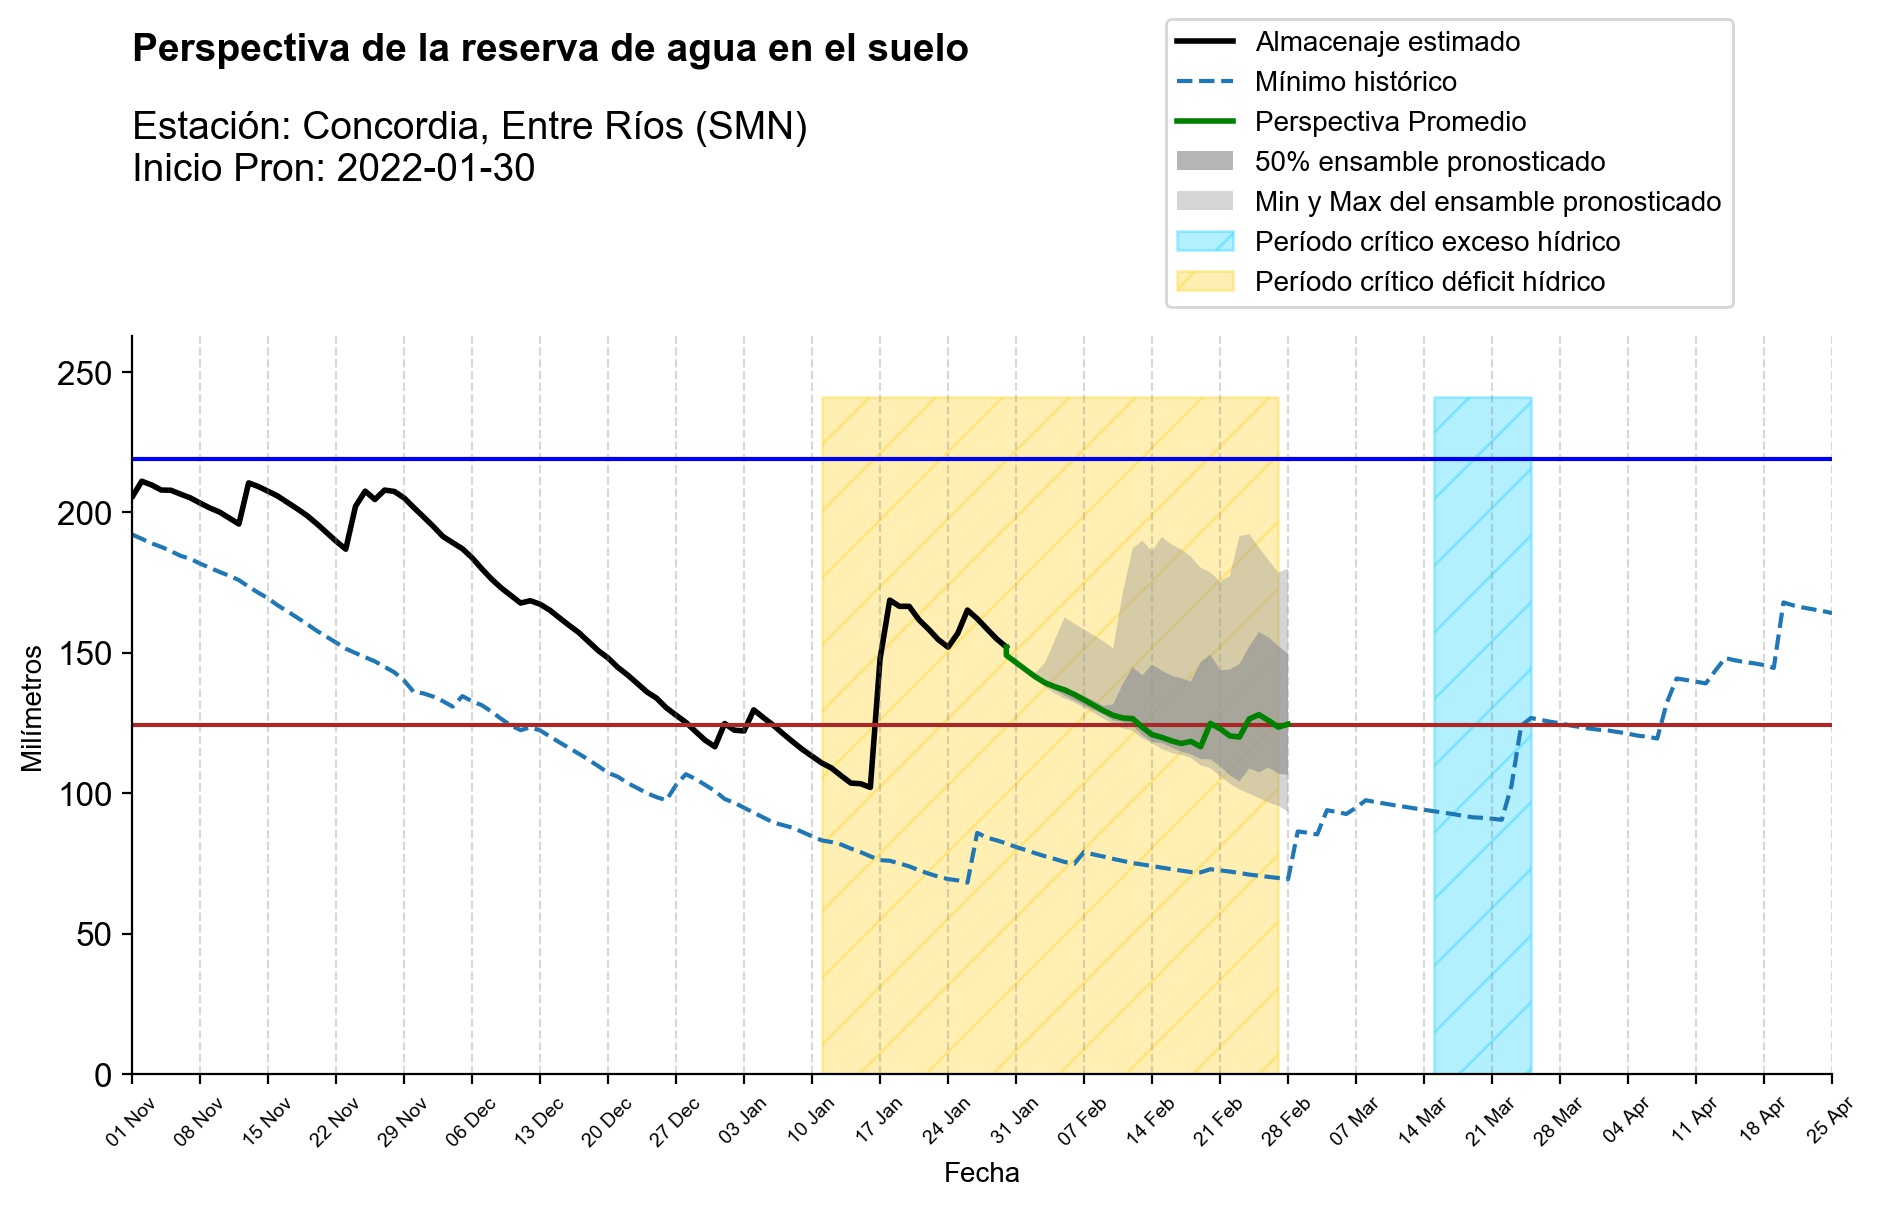 Perspectiva de la reserva de agua en el suelo
Estación: Concordia, Entre Ríos (SMN)
Inicio Pron: 2022-01-30
Almacenaje estimado
Mínimo histórico
Perspectiva Promedio
50% ensamble pronosticado
Min y Max del ensamble pronosticado
Período crítico exceso hídrico
Período crítico déficit hídrico
Milímetros
250
200
150
100
50
0
01 Nov
08 Nov
15 Nov
22 Nov
29 Nov
06 Dec
13 Dec
20 Dec
27 Dec
03 Jan
10 Jan
17 Jan
24 Jan
31 Jan
07 Feb
14 Feb
21 Feb
28 Feb
07 Mar
14 Mar
21 Mar
28 Mar
04 Apr
11 Apr
18 Apr
25 Apr
Fecha